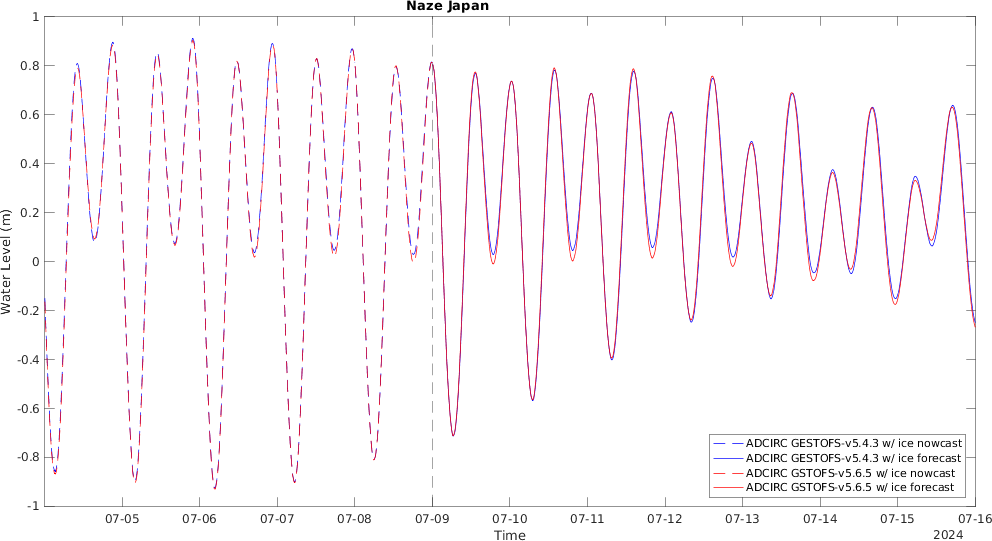 Naze Japan
Water Level (m)
1
0.8
0.6
0.4
0.2
0
-0.2
-0.4
-0.6
-0.8
-1
ADCIRC GESTOFS-v5.4.3 w/ ice nowcast
ADCIRC GESTOFS-v5.4.3 w/ ice forecast
ADCIRC GSTOFS-v5.6.5 w/ ice nowcast
ADCIRC GSTOFS-v5.6.5 w/ ice forecast
07-05 07-06 07-07 07-08 07-09 07-10 07-11 07-12 07-13 07-14 07-15 07-16
Time
2024